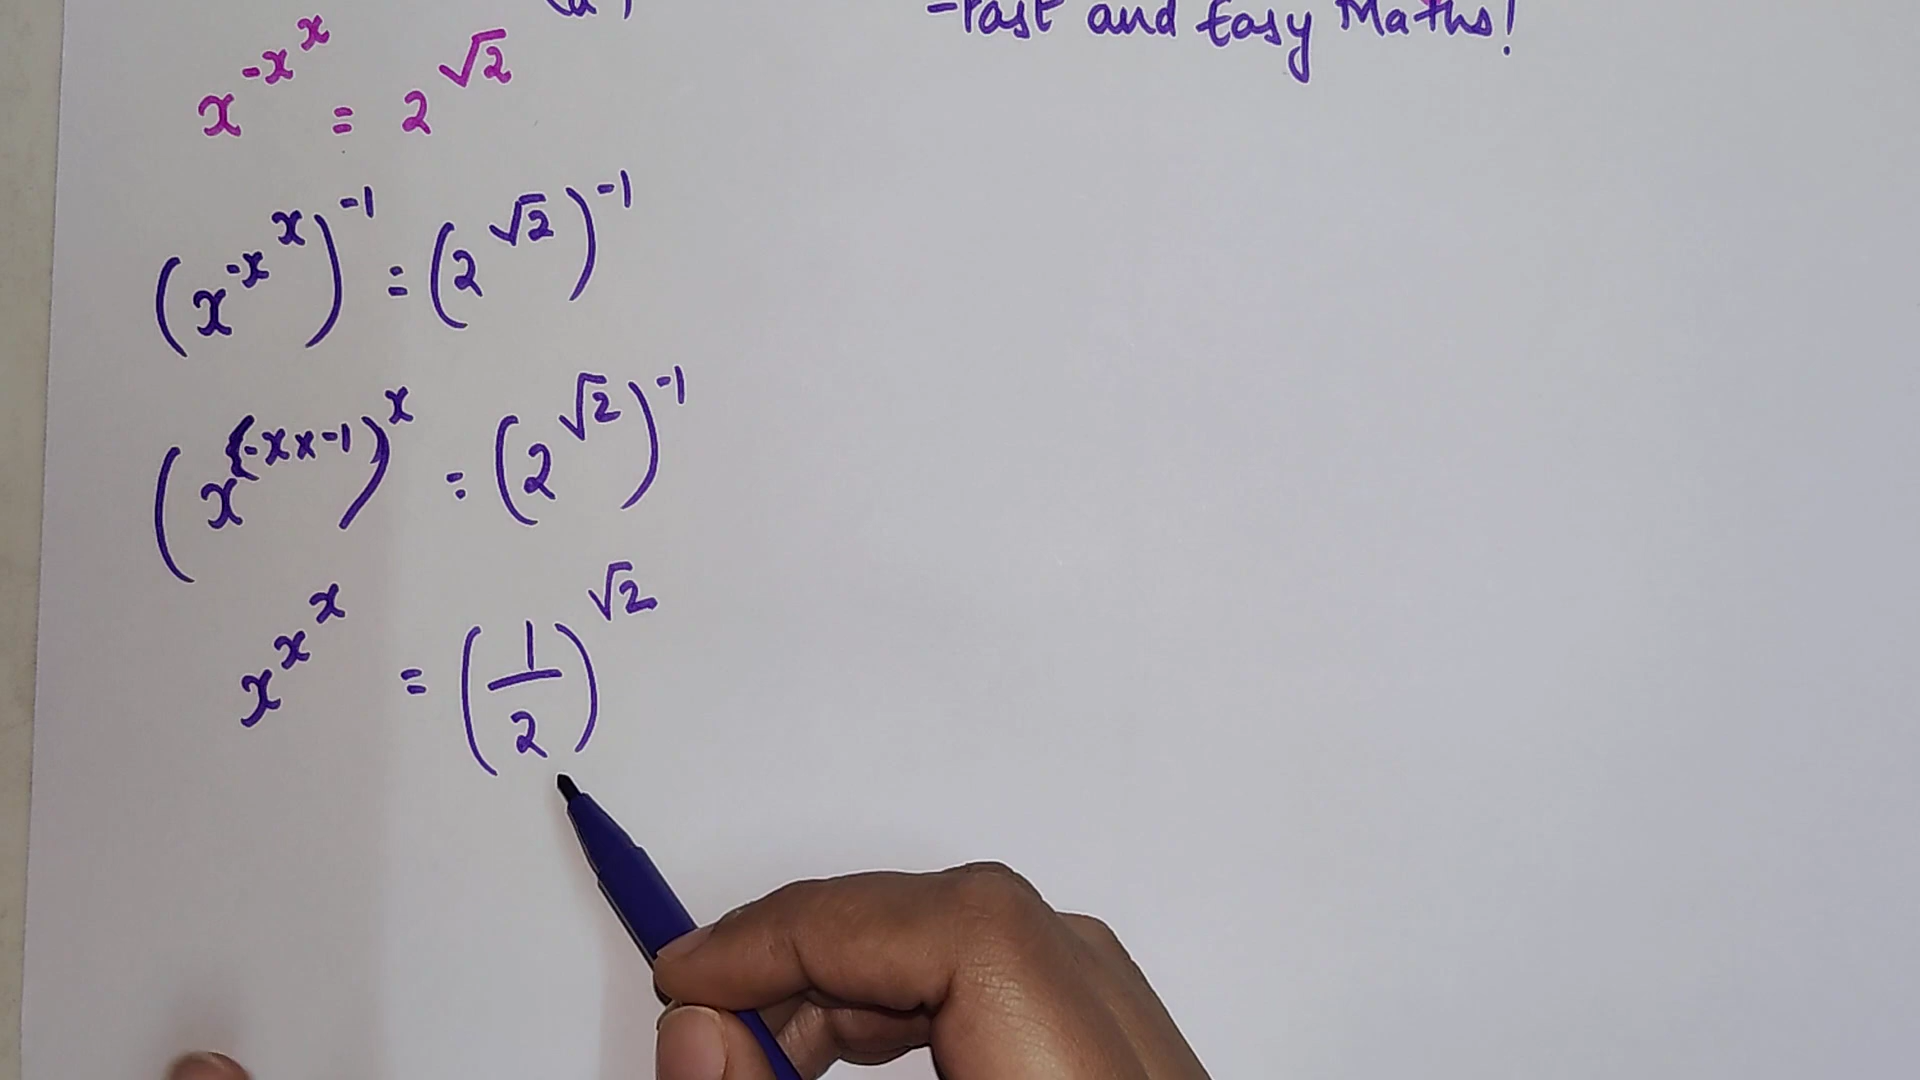 -Fast and Easy Maths!
x^{-x^x} = 2^{√2}
(x^{-x^x})^{-1} = (2^{√2})^{-1}
(x^{(-x×-1)^x} = (2^{√2})^{-1}
x^{x^x} = (1/2)^{√2}